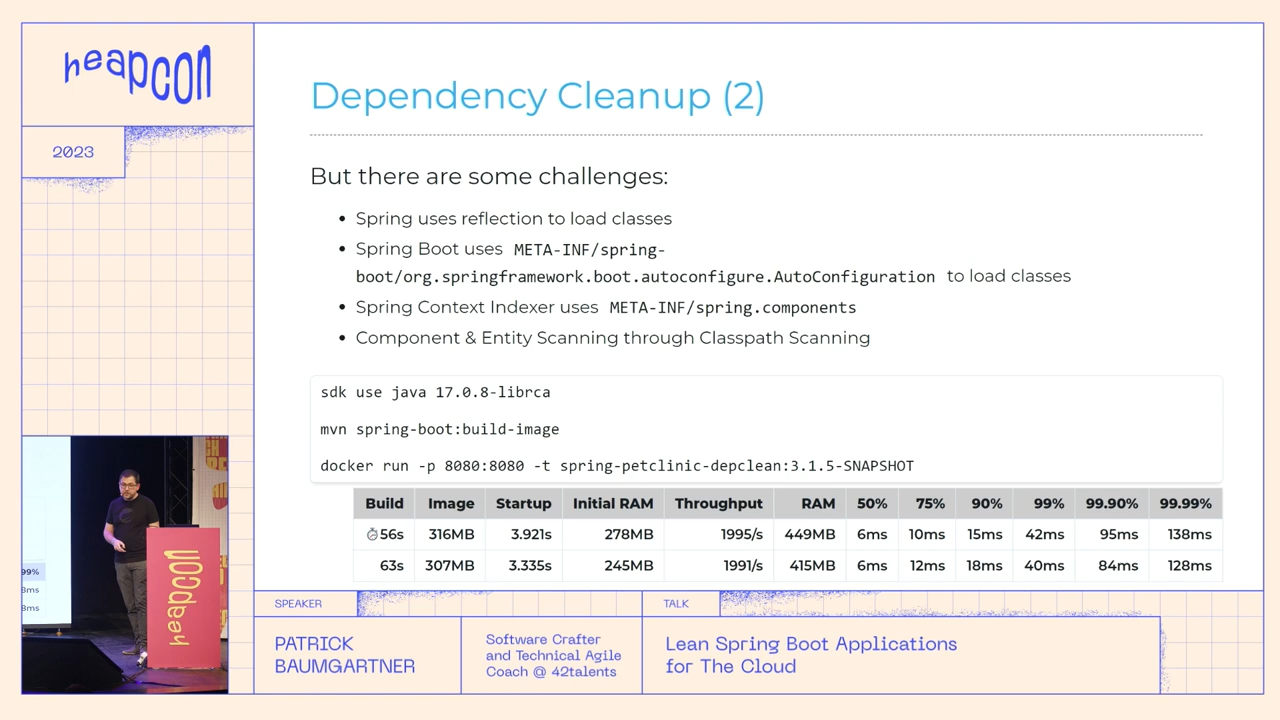 heapcon
2023
Dependency Cleanup (2)
But there are some challenges:
• Spring uses reflection to load classes
• Spring Boot uses META-INF/spring-
boot/org.springframework.boot.autoconfigure.AutoConfiguration to load classes
• Spring Context Indexer uses META-INF/spring.components
• Component & Entity Scanning through Classpath Scanning
sdk use java 17.0.8-librca
mvn spring-boot:build-image
docker run -p 8080:8080 -t spring-petclinic-depclean:3.1.5-SNAPSHOT
Build Image Startup Initial RAM Throughput RAM 50% 75% 90% 99% 99.90% 99.99%
⏱56s 316MB 3.921s 278MB 1995/s 449MB 6ms 10ms 15ms 42ms 95ms 138ms
63s 307MB 3.335s 245MB 1991/s 415MB 6ms 12ms 18ms 40ms 84ms 128ms
99%
8ms
8ms
heapcon
SPEAKER
PATRICK
BAUMGARTNER
Software Crafter
and Technical Agile
Coach @ 42talents
TALK
Lean Spring Boot Applications
for The Cloud